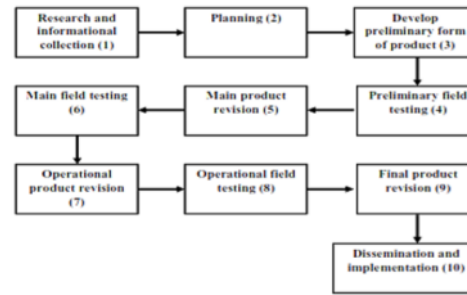 Research and
informational
collection (1)
Planning (2)
Develop
preliminary form
of product (3)
Main field testing
(6)
Main product
revision (5)
Preliminary field
testing (4)
Operational
product revision
(7)
Operational field
testing (8)
Final product
revision (9)
Dissemination and
implementation (10)